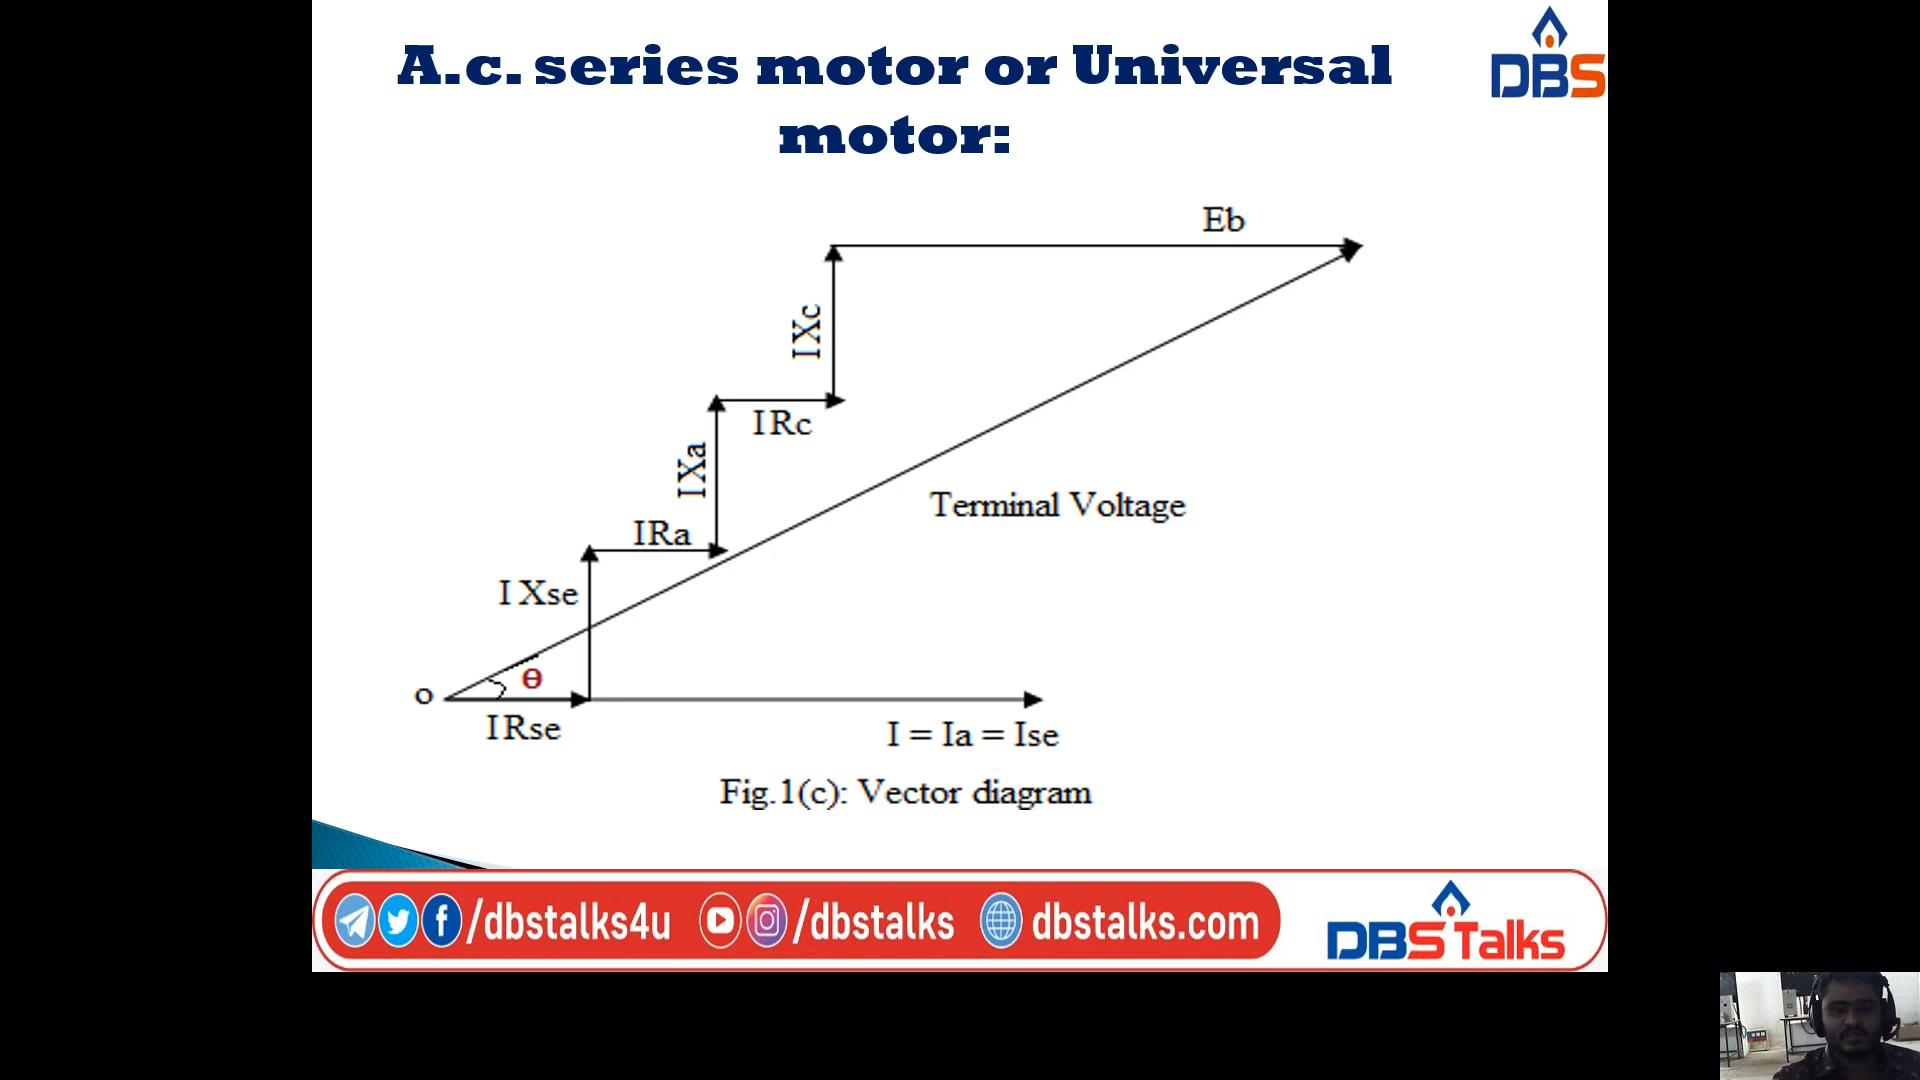 A.c. series motor or Universal
motor:
DBS
Eb
IXc
IRc
IXa
Terminal Voltage
IRa
IXse
θ
o
IRse
I = Ia = Ise
Fig.1(c): Vector diagram
/dbstalks4u
/dbstalks
dbstalks.com
DBS Talks